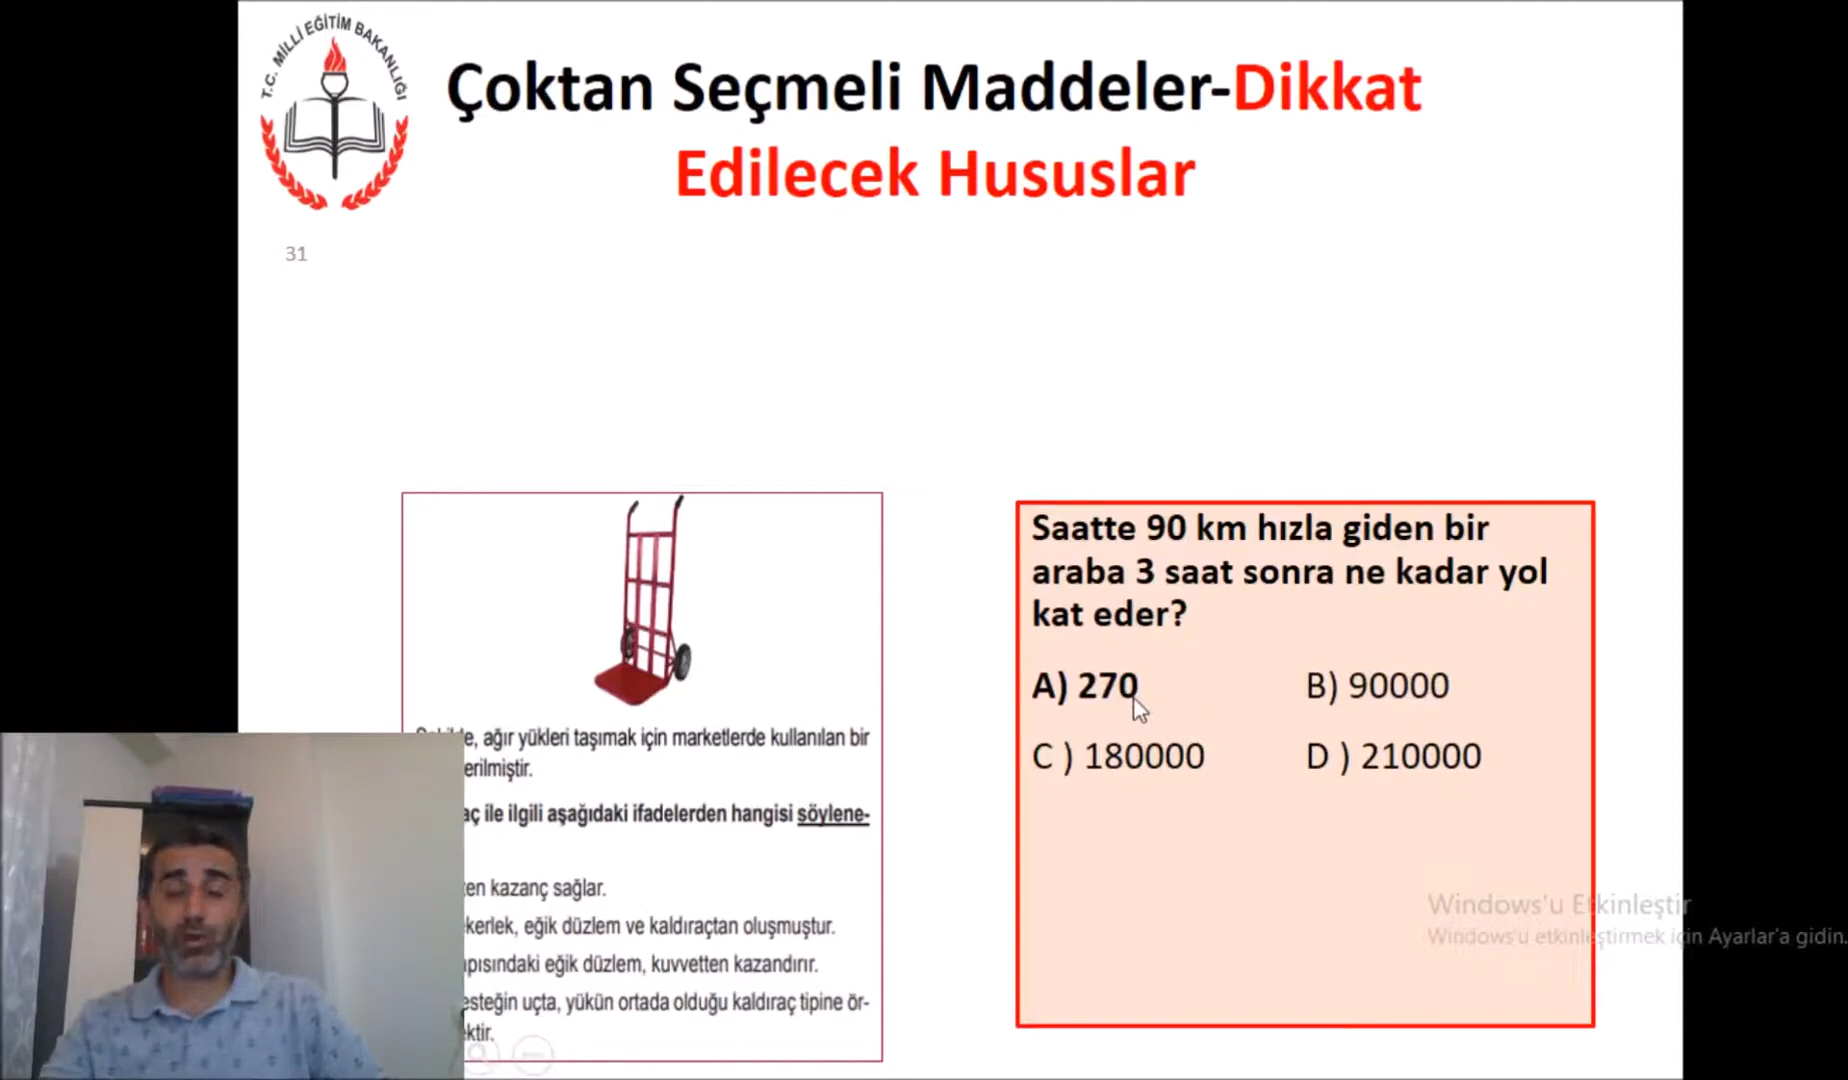 T.C. MİLLİ EĞİTİM BAKANLIĞI
Çoktan Seçmeli Maddeler-Dikkat
Edilecek Hususlar
31
ağır yükleri taşımak için marketlerde kullanılan bir
erilmiştir.
aç ile ilgili aşağıdaki ifadelerden hangisi söylene-
ten kazanç sağlar.
kerlek, eğik düzlem ve kaldıraçtan oluşmuştur.
apısındaki eğik düzlem, kuvvetten kazandırır.
esteğin uçta, yükün ortada olduğu kaldıraç tipine ör-
ktir.
Saatte 90 km hızla giden bir
araba 3 saat sonra ne kadar yol
kat eder?
A) 270 B) 90000
C ) 180000 D ) 210000
Windows'u Etkinleştir
Windows'u etkinleştirmek için Ayarlar'a gidin.